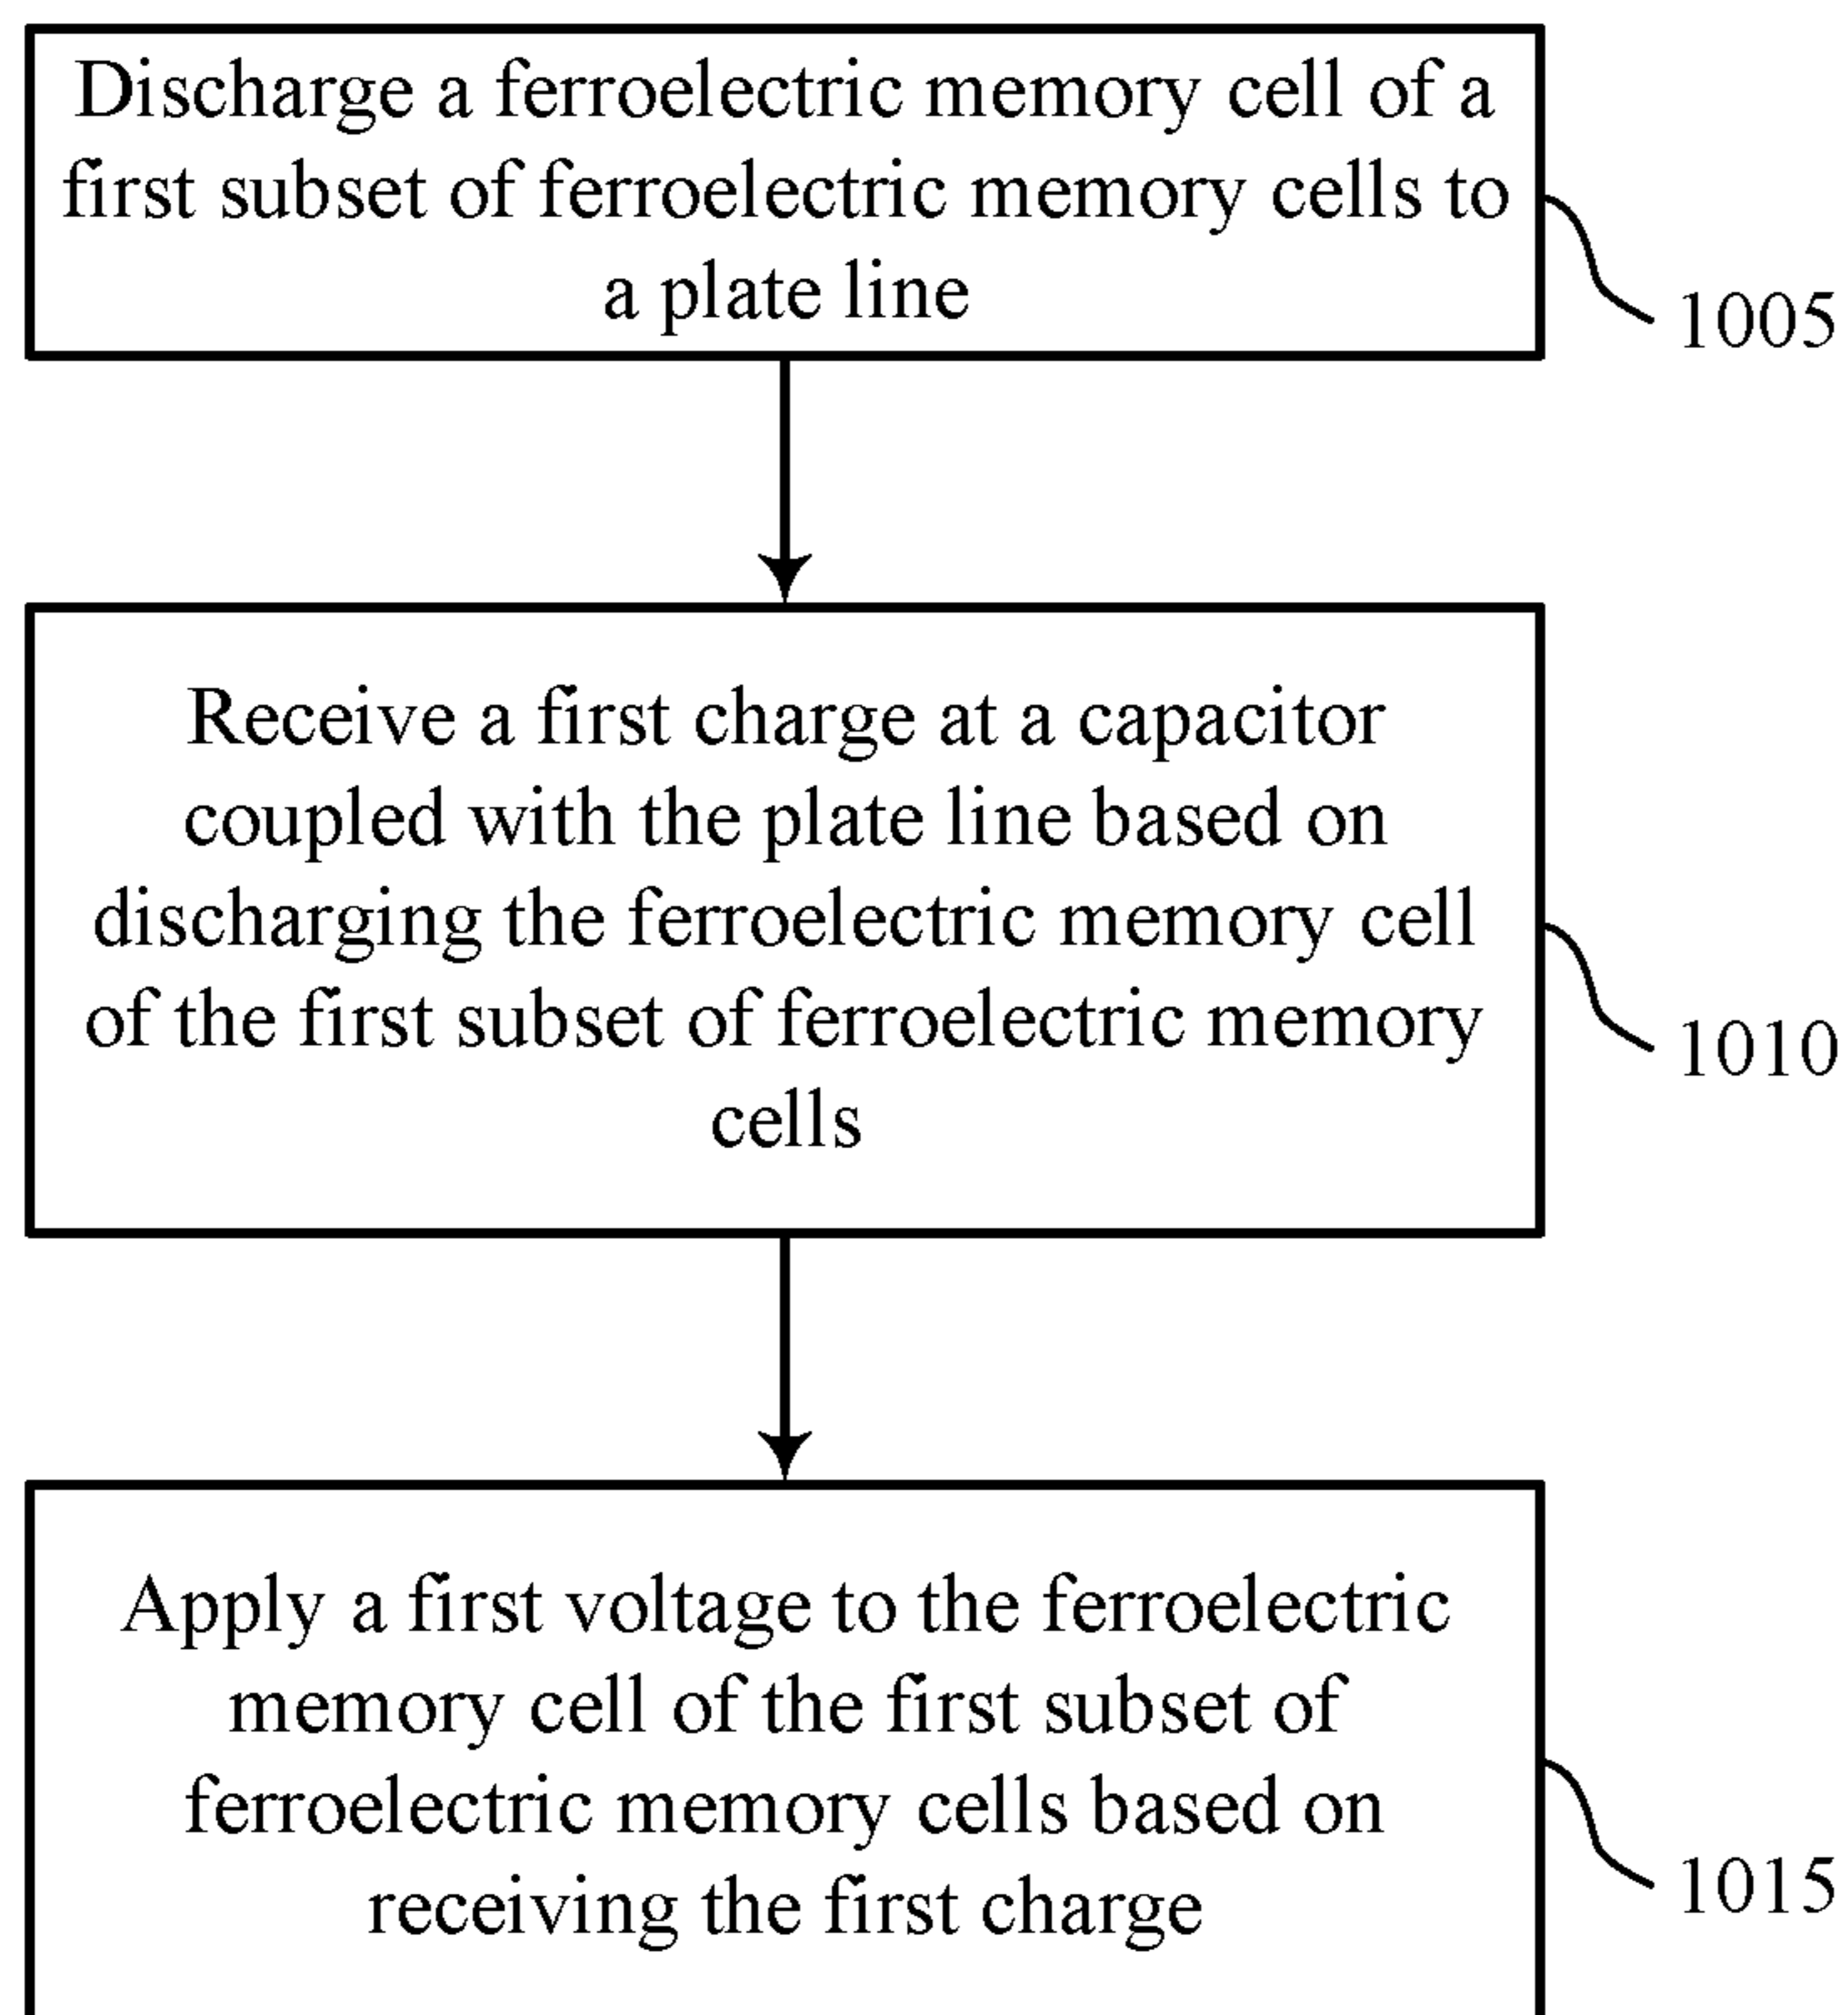 Discharge a ferroelectric memory cell of a
first subset of ferroelectric memory cells to
a plate line
1005
Receive a first charge at a capacitor
coupled with the plate line based on
discharging the ferroelectric memory cell
of the first subset of ferroelectric memory
cells
1010
Apply a first voltage to the ferroelectric
memory cell of the first subset of
ferroelectric memory cells based on
receiving the first charge
1015